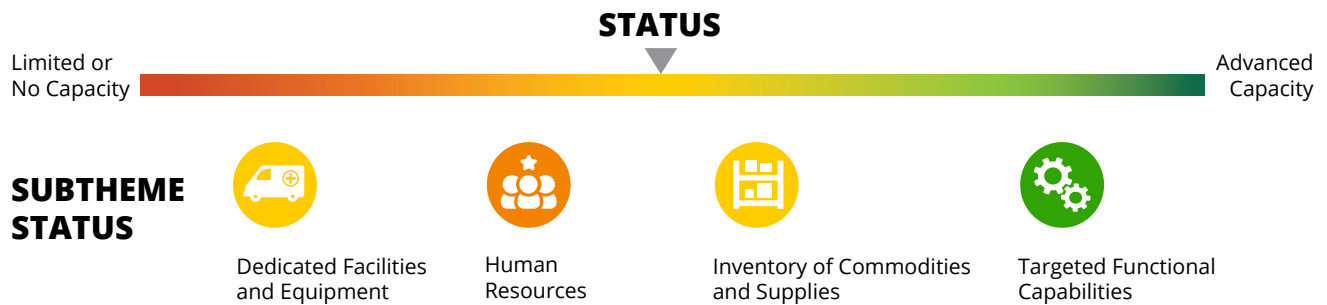 STATUS
Limited or
No Capacity
Advanced
Capacity
SUBTHEME
STATUS
Dedicated Facilities
and Equipment
Human
Resources
Inventory of Commodities
and Supplies
Targeted Functional
Capabilities